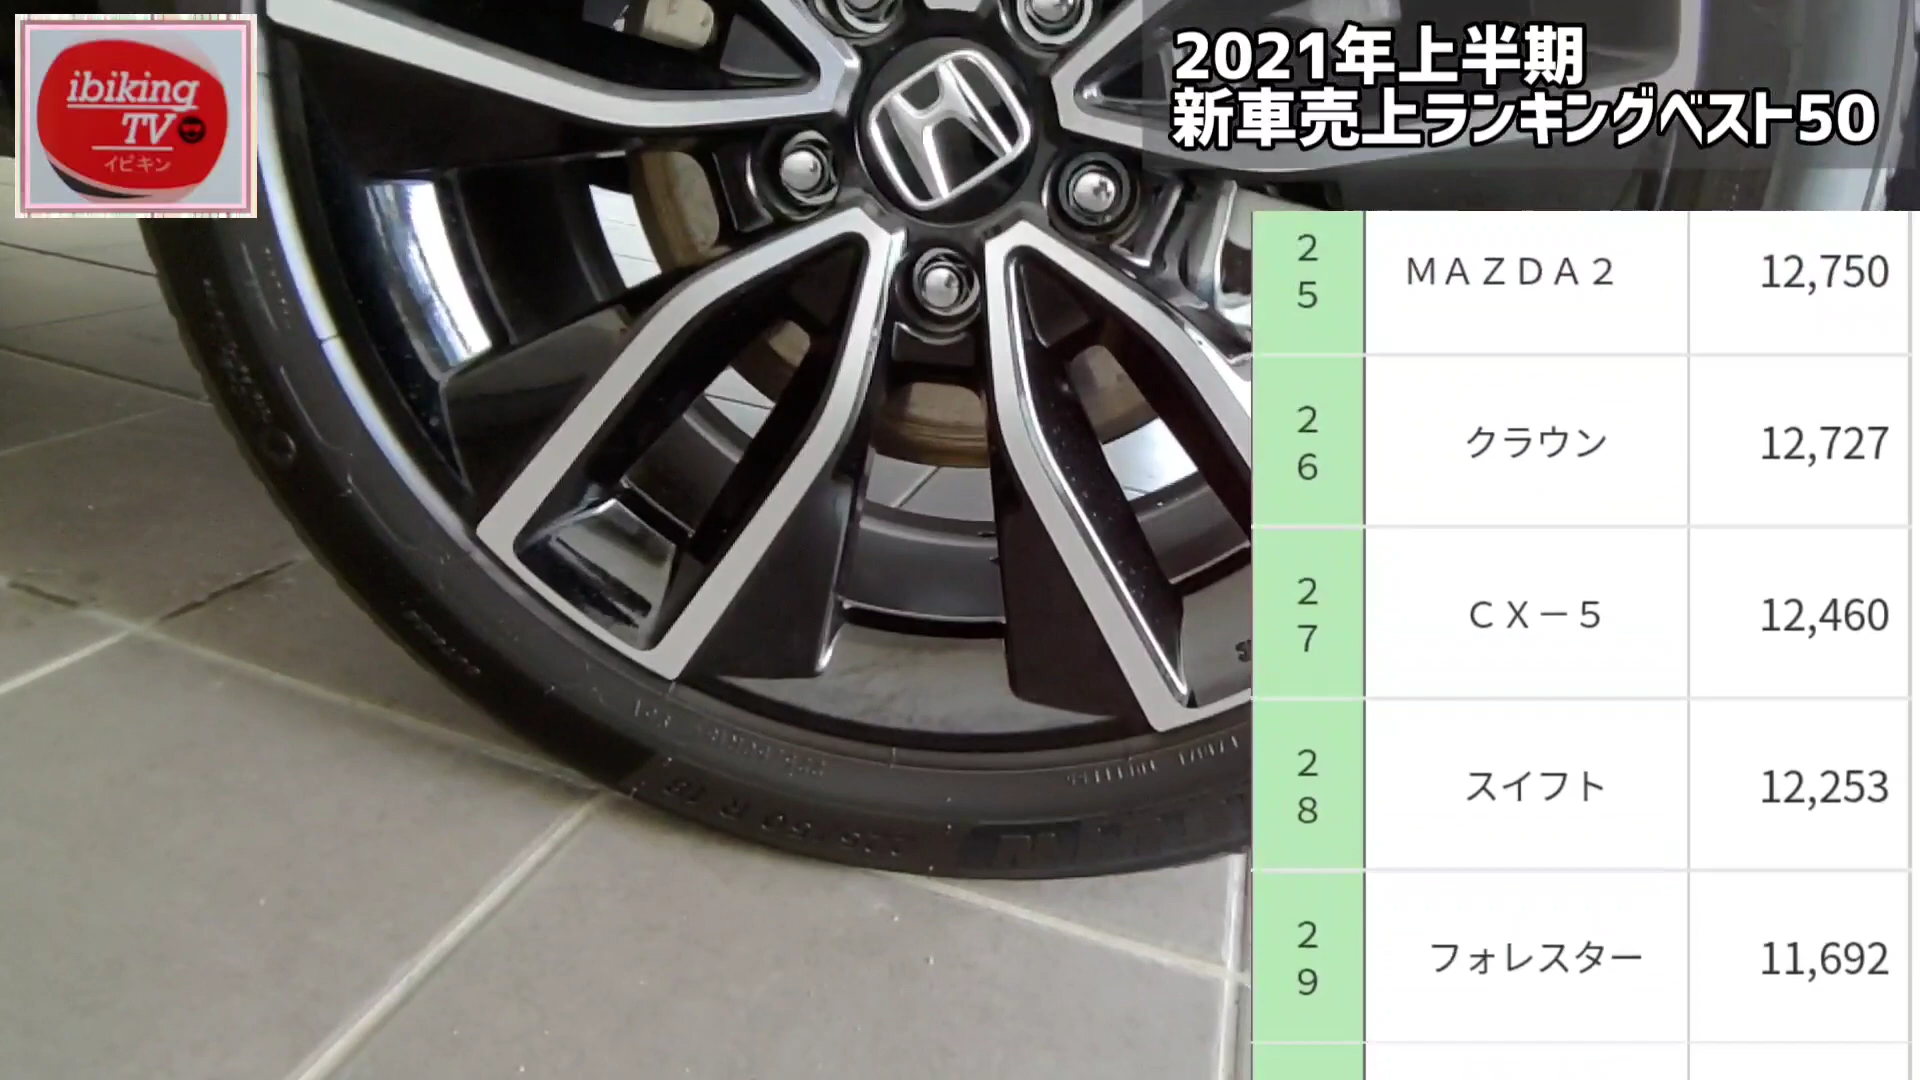 ibiking
TV
イビキン
2021年上半期
新車売上ランキングベスト50
25 MAZDA2 12,750
26 クラウン 12,727
27 CX-5 12,460
28 スイフト 12,253
29 フォレスター 11,692
225 50 R 18